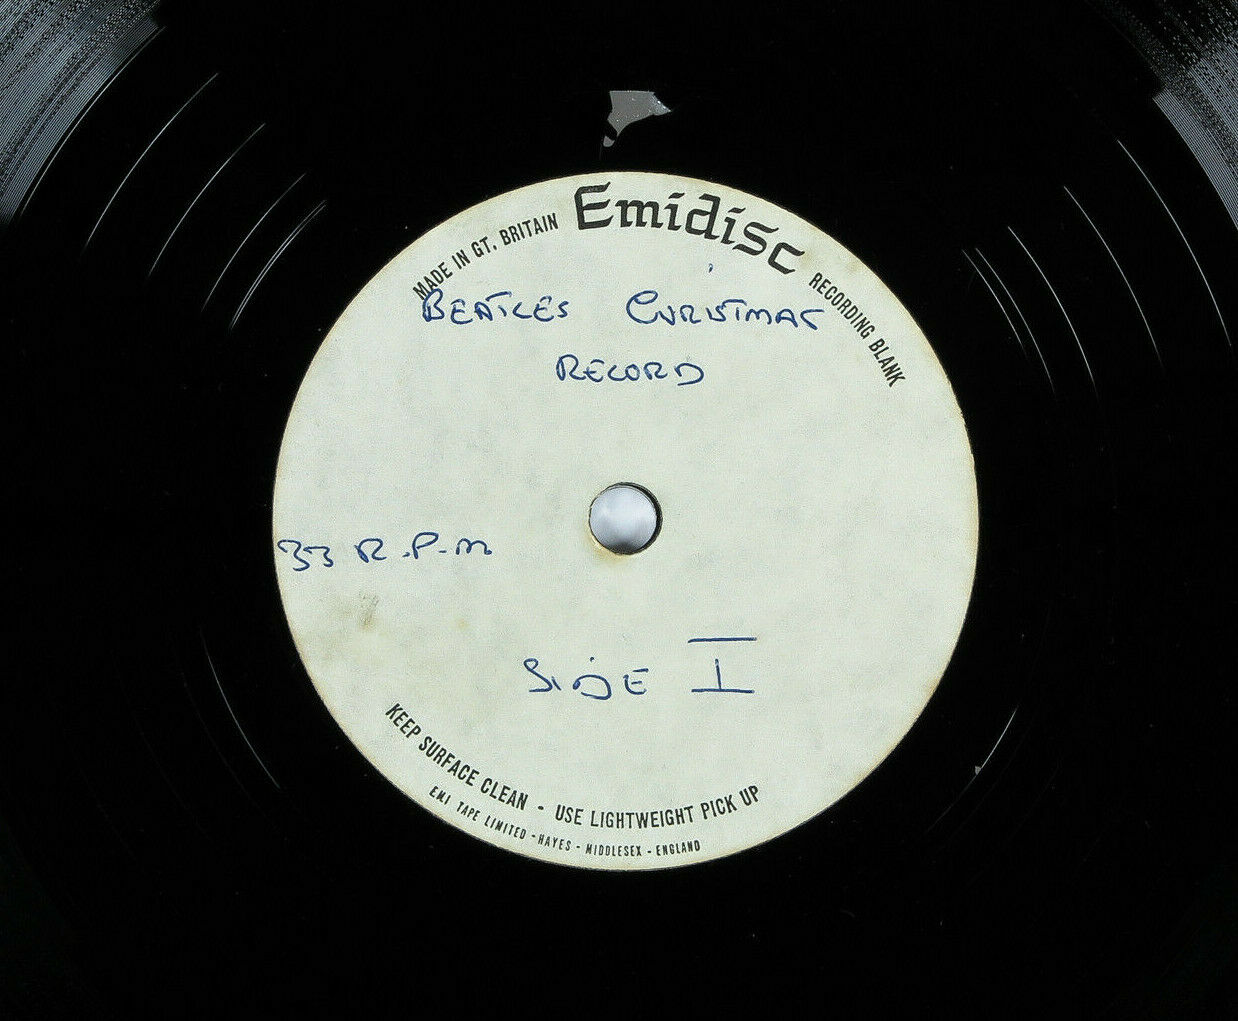 MADE IN GT. BRITAIN Emidisc RECORDING BLANK
BEATLES CHRISTMAS
RECORD
33 R.P.M
SIDE I
KEEP SURFACE CLEAN - USE LIGHTWEIGHT PICK UP
EMI TAPE LIMITED - HAYES - MIDDLESEX - ENGLAND